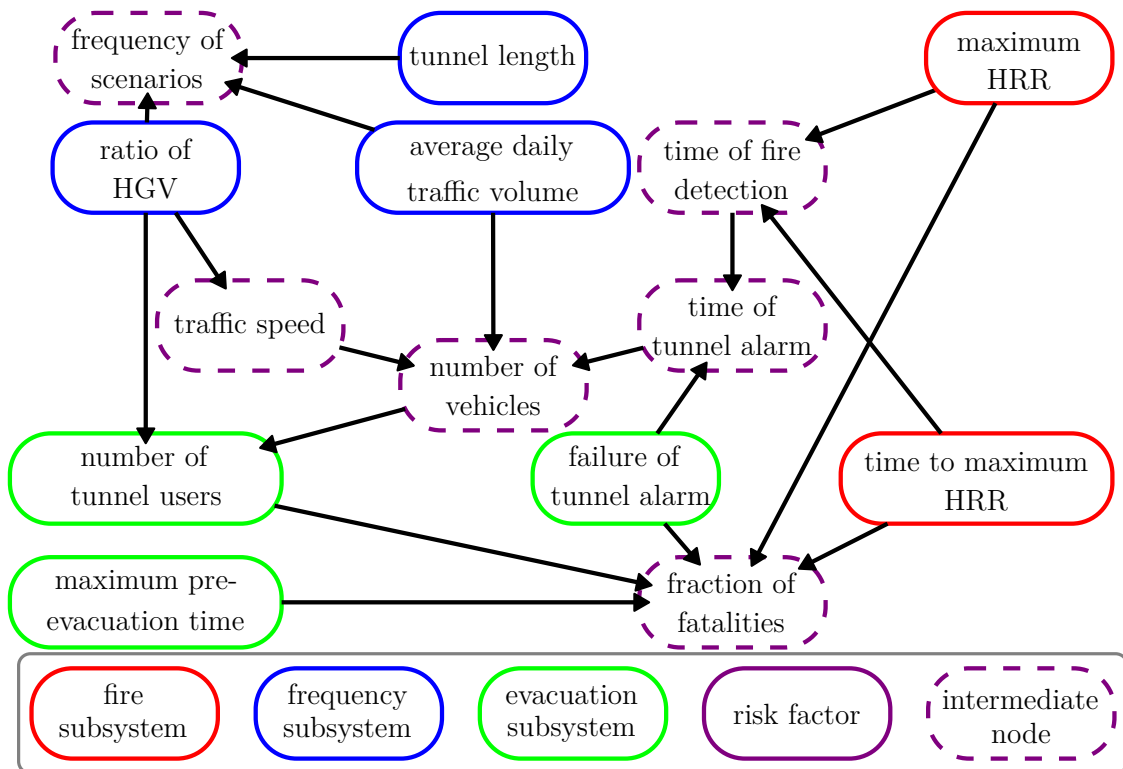 frequency of
scenarios
tunnel length
maximum
HRR
ratio of
HGV
average daily
traffic volume
time of fire
detection
traffic speed
number of
vehicles
time of
tunnel alarm
number of
tunnel users
failure of
tunnel alarm
time to maximum
HRR
maximum pre-
evacuation time
fraction of
fatalities
fire
subsystem
frequency
subsystem
evacuation
subsystem
risk factor
intermediate
node